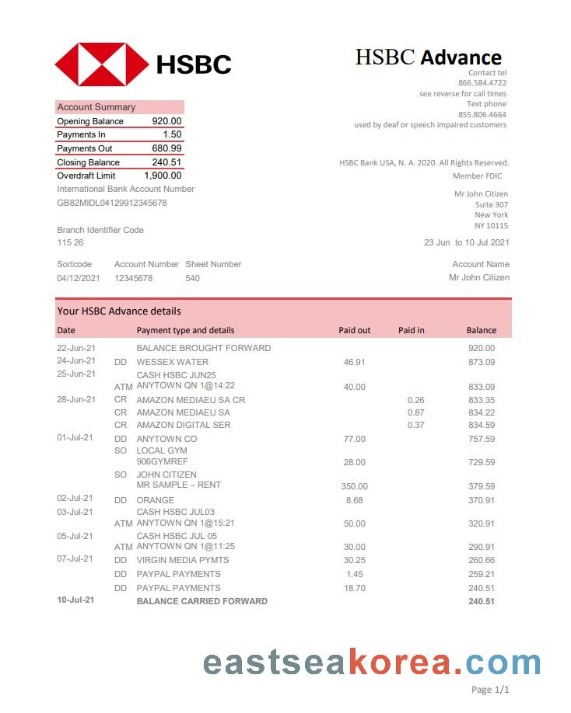 HSBC
HSBC Advance
Contact tel
866.584.4722
see reverse for call times
Text phone
855.806.4664
used by deaf or speech impaired customers
Account Summary
Opening Balance 920.00
Payments In 1.50
Payments Out 680.99
Closing Balance 240.51
Overdraft Limit 1,900.00
International Bank Account Number
GB82MIDL04129912345678
HSBC Bank USA, N. A. 2020. All Rights Reserved.
Member FDIC
Mr John Citizen
Suite 307
New York
NY 10115
Branch Identifier Code
115 26
23 Jun to 10 Jul 2021
Sortcode Account Number Sheet Number Account Name
04/12/2021 12345678 540 Mr John Citizen
Your HSBC Advance details
Date Payment type and details Paid out Paid in Balance
22-Jun-21 BALANCE BROUGHT FORWARD 920.00
24-Jun-21 DD WESSEX WATER 46.91 873.09
25-Jun-21 CASH HSBC JUN25
ATM ANYTOWN QN 1@14:22 40.00 833.09
28-Jun-21 CR AMAZON MEDIAEU SA CR 0.26 833.35
CR AMAZON MEDIAEU SA 0.87 834.22
CR AMAZON DIGITAL SER 0.37 834.59
01-Jul-21 DD ANYTOWN CO 77.00 757.59
SO LOCAL GYM
906GYMREF 28.00 729.59
SO JOHN CITIZEN
MR SAMPLE – RENT 350.00 379.59
02-Jul-21 DD ORANGE 8.68 370.91
03-Jul-21 CASH HSBC JUL03
ATM ANYTOWN QN 1@15:21 50.00 320.91
05-Jul-21 CASH HSBC JUL 05
ATM ANYTOWN QN 1@11:25 30.00 290.91
07-Jul-21 DD VIRGIN MEDIA PYMTS 30.25 260.66
DD PAYPAL PAYMENTS 1.45 259.21
DD PAYPAL PAYMENTS 18.70 240.51
10-Jul-21 BALANCE CARRIED FORWARD 240.51
eastseakorea.com
Page 1/1